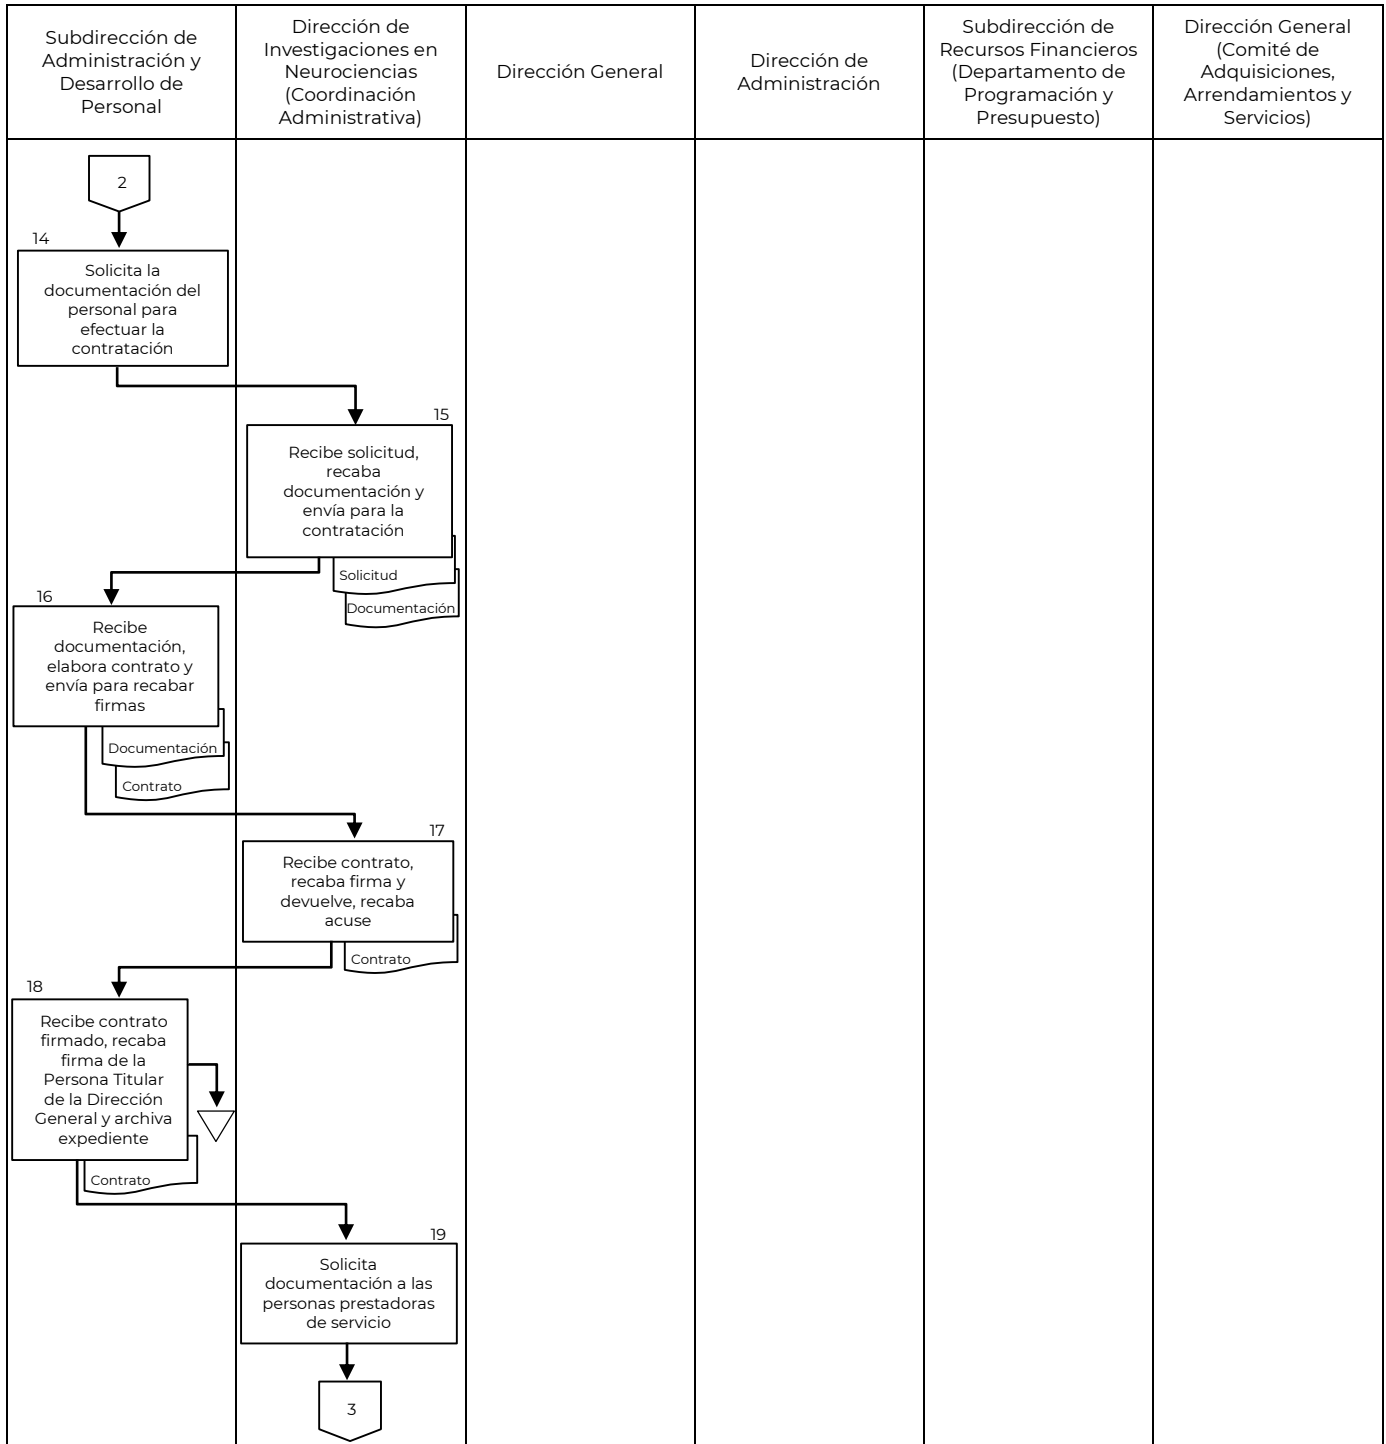 Subdirección de
Administración y
Desarrollo de
Personal
Dirección de
Investigaciones en
Neurociencias
(Coordinación
Administrativa)
Dirección General
Dirección de
Administración
Subdirección de
Recursos Financieros
(Departamento de
Programación y
Presupuesto)
Dirección General
(Comité de
Adquisiciones,
Arrendamientos y
Servicios)
2
14
Solicita la
documentación del
personal para
efectuar la
contratación
15
Recibe solicitud,
recaba
documentación y
envía para la
contratación
Solicitud
Documentación
16
Recibe
documentación,
elabora contrato y
envía para recabar
firmas
Documentación
Contrato
17
Recibe contrato,
recaba firma y
devuelve, recaba
acuse
Contrato
18
Recibe contrato
firmado, recaba
firma de la
Persona Titular
de la Dirección
General y archiva
expediente
Contrato
19
Solicita
documentación a las
personas prestadoras
de servicio
3